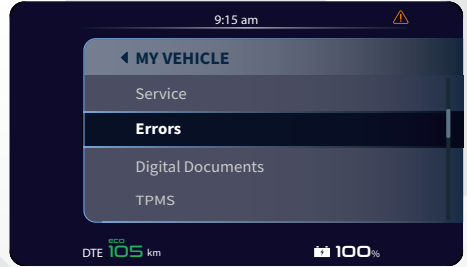 9:15 am
MY VEHICLE
Service
Errors
Digital Documents
TPMS
ECO
DTE 105 km
100%